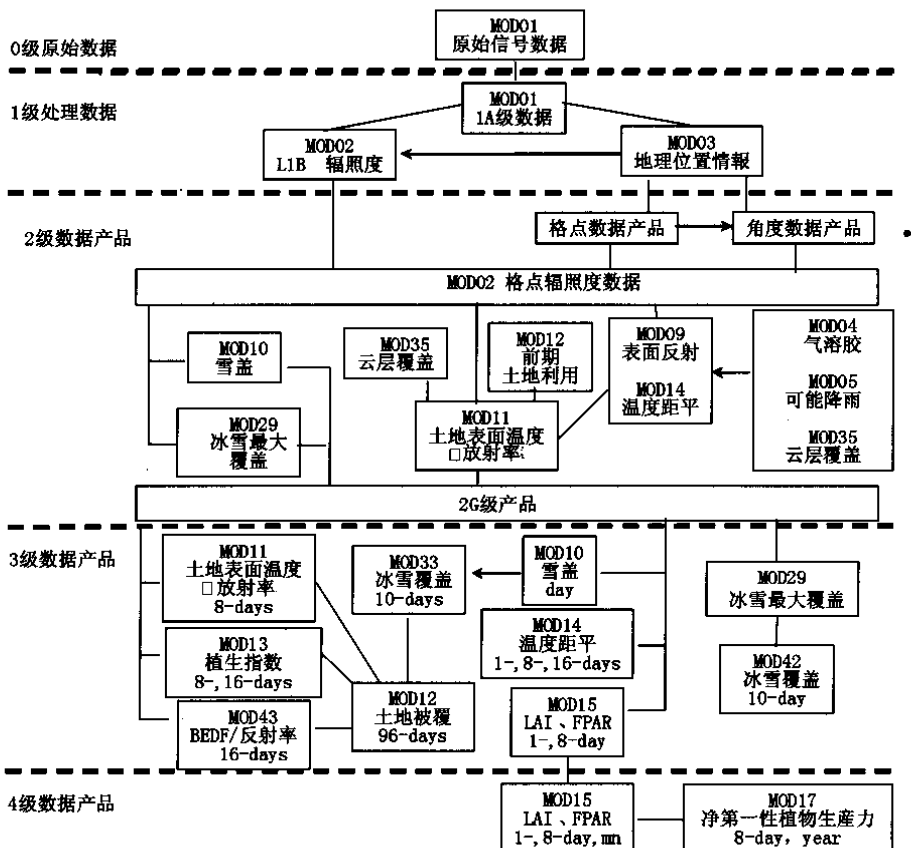 MOD01
原始信号数据
0级原始数据
MOD01
1A级数据
1级处理数据
MOD02
L1B 辐照度
MOD03
地理位置情報
2级数据产品
格点数据产品
角度数据产品
MOD02 格点辐照度数据
MOD10
雪盖
MOD35
云层覆盖
MOD12
前期
土地利用
MOD09
表面反射
MOD14
温度距平
MOD04
气溶胶
MOD05
可能降雨
MOD35
云层覆盖
MOD29
冰雪最大
覆盖
MOD11
土地表面温度
□放射率
2G级产品
3级数据产品
MOD11
土地表面温度
□放射率
8-days
MOD33
冰雪覆盖
10-days
MOD10
雪盖
day
MOD29
冰雪最大覆盖
MOD13
植生指数
8-,16-days
MOD14
温度距平
1-,8-,16-days
MOD42
冰雪覆盖
10-day
MOD43
BEDF/反射率
16-days
MOD12
土地被覆
96-days
MOD15
LAI、FPAR
1-,8-day
4级数据产品
MOD15
LAI、FPAR
1-,8-day,mn
MOD17
净第一性植物生産力
8-day, year